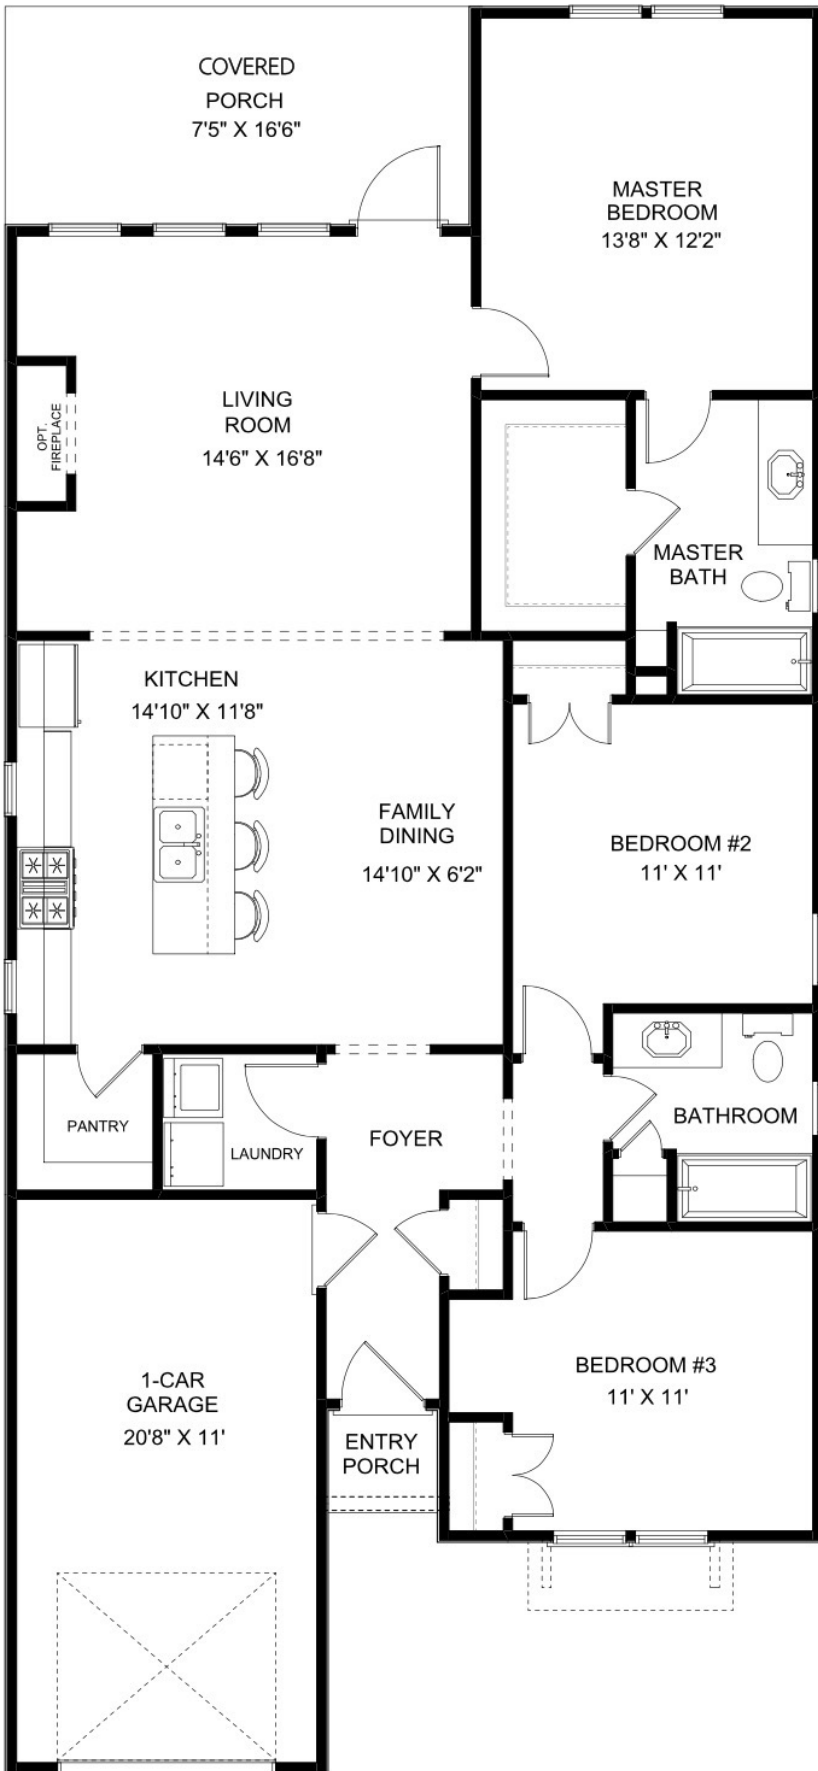 COVERED
PORCH
7'5" X 16'6"
MASTER
BEDROOM
13'8" X 12'2"
LIVING
ROOM
14'6" X 16'8"
OPT.
FIREPLACE
MASTER
BATH
KITCHEN
14'10" X 11'8"
FAMILY
DINING
14'10" X 6'2"
BEDROOM #2
11' X 11'
PANTRY
LAUNDRY
FOYER
BATHROOM
1-CAR
GARAGE
20'8" X 11'
ENTRY
PORCH
BEDROOM #3
11' X 11'